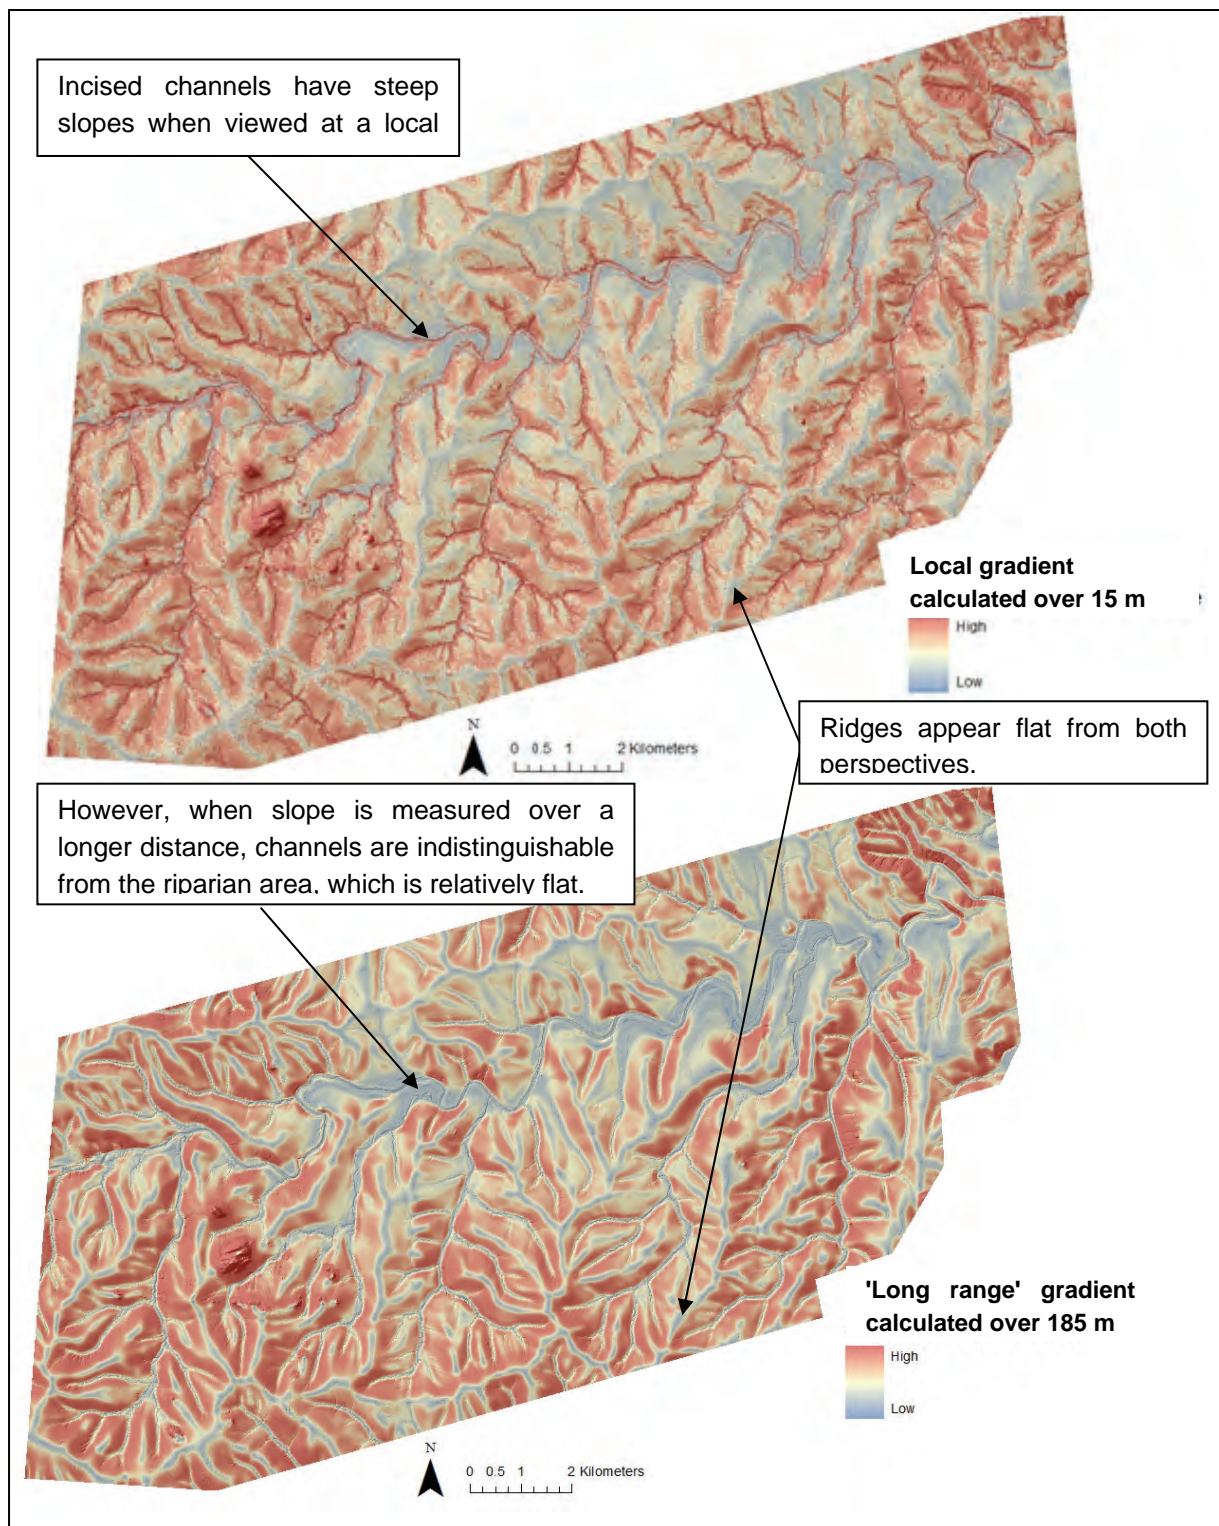 Incised channels have steep
slopes when viewed at a local
Local gradient
calculated over 15 m
High
Low
N
0 0.5 1 2 Kilometers
Ridges appear flat from both
perspectives.
However, when slope is measured over a
longer distance, channels are indistinguishable
from the riparian area, which is relatively flat.
'Long range' gradient
calculated over 185 m
High
Low
N
0 0.5 1 2 Kilometers